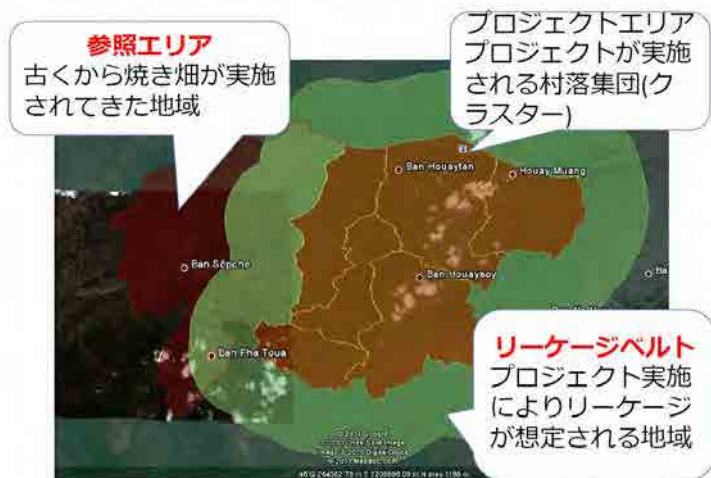 参照エリア
古くから焼き畑が実施
されてきた地域
プロジェクトエリア
プロジェクトが実施
される村落集団(ク
ラスター)
Ban Houaytan
Houay Muang
Ban Sôpche
Ban Houaysoy
Ba
Ban Pha Toua
リーケージベルト
プロジェクト実施
によりリーケージ
が想定される地域